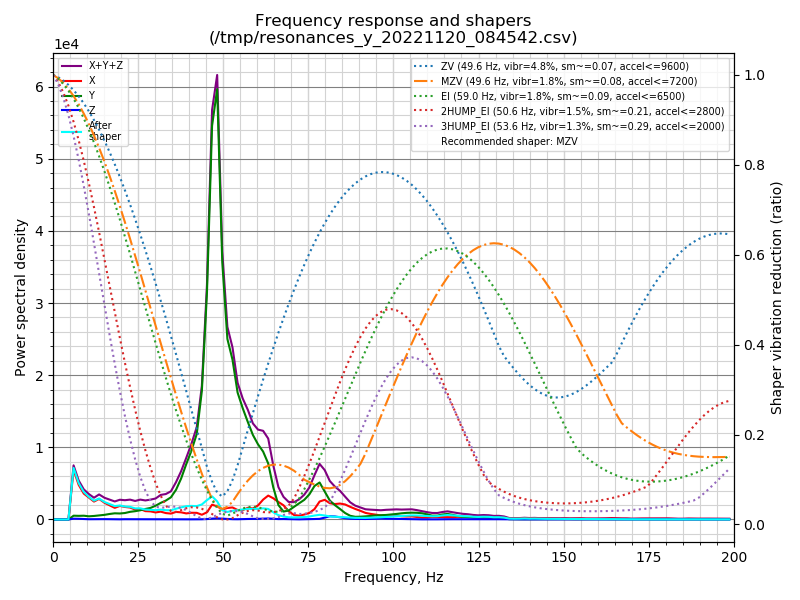 Frequency response and shapers
(/tmp/resonances_y_20221120_084542.csv)
1e4
X+Y+Z
X
Y
Z
After
shaper
ZV (49.6 Hz, vibr=4.8%, sm~=0.07, accel<=9600)
MZV (49.6 Hz, vibr=1.8%, sm~=0.08, accel<=7200)
EI (59.0 Hz, vibr=1.8%, sm~=0.09, accel<=6500)
2HUMP_EI (50.6 Hz, vibr=1.5%, sm~=0.21, accel<=2800)
3HUMP_EI (53.6 Hz, vibr=1.3%, sm~=0.29, accel<=2000)
Recommended shaper: MZV
Power spectral density
6
5
4
3
2
1
0
1.0
0.8
0.6
0.4
0.2
0.0
Shaper vibration reduction (ratio)
0 25 50 75 100 125 150 175 200
Frequency, Hz